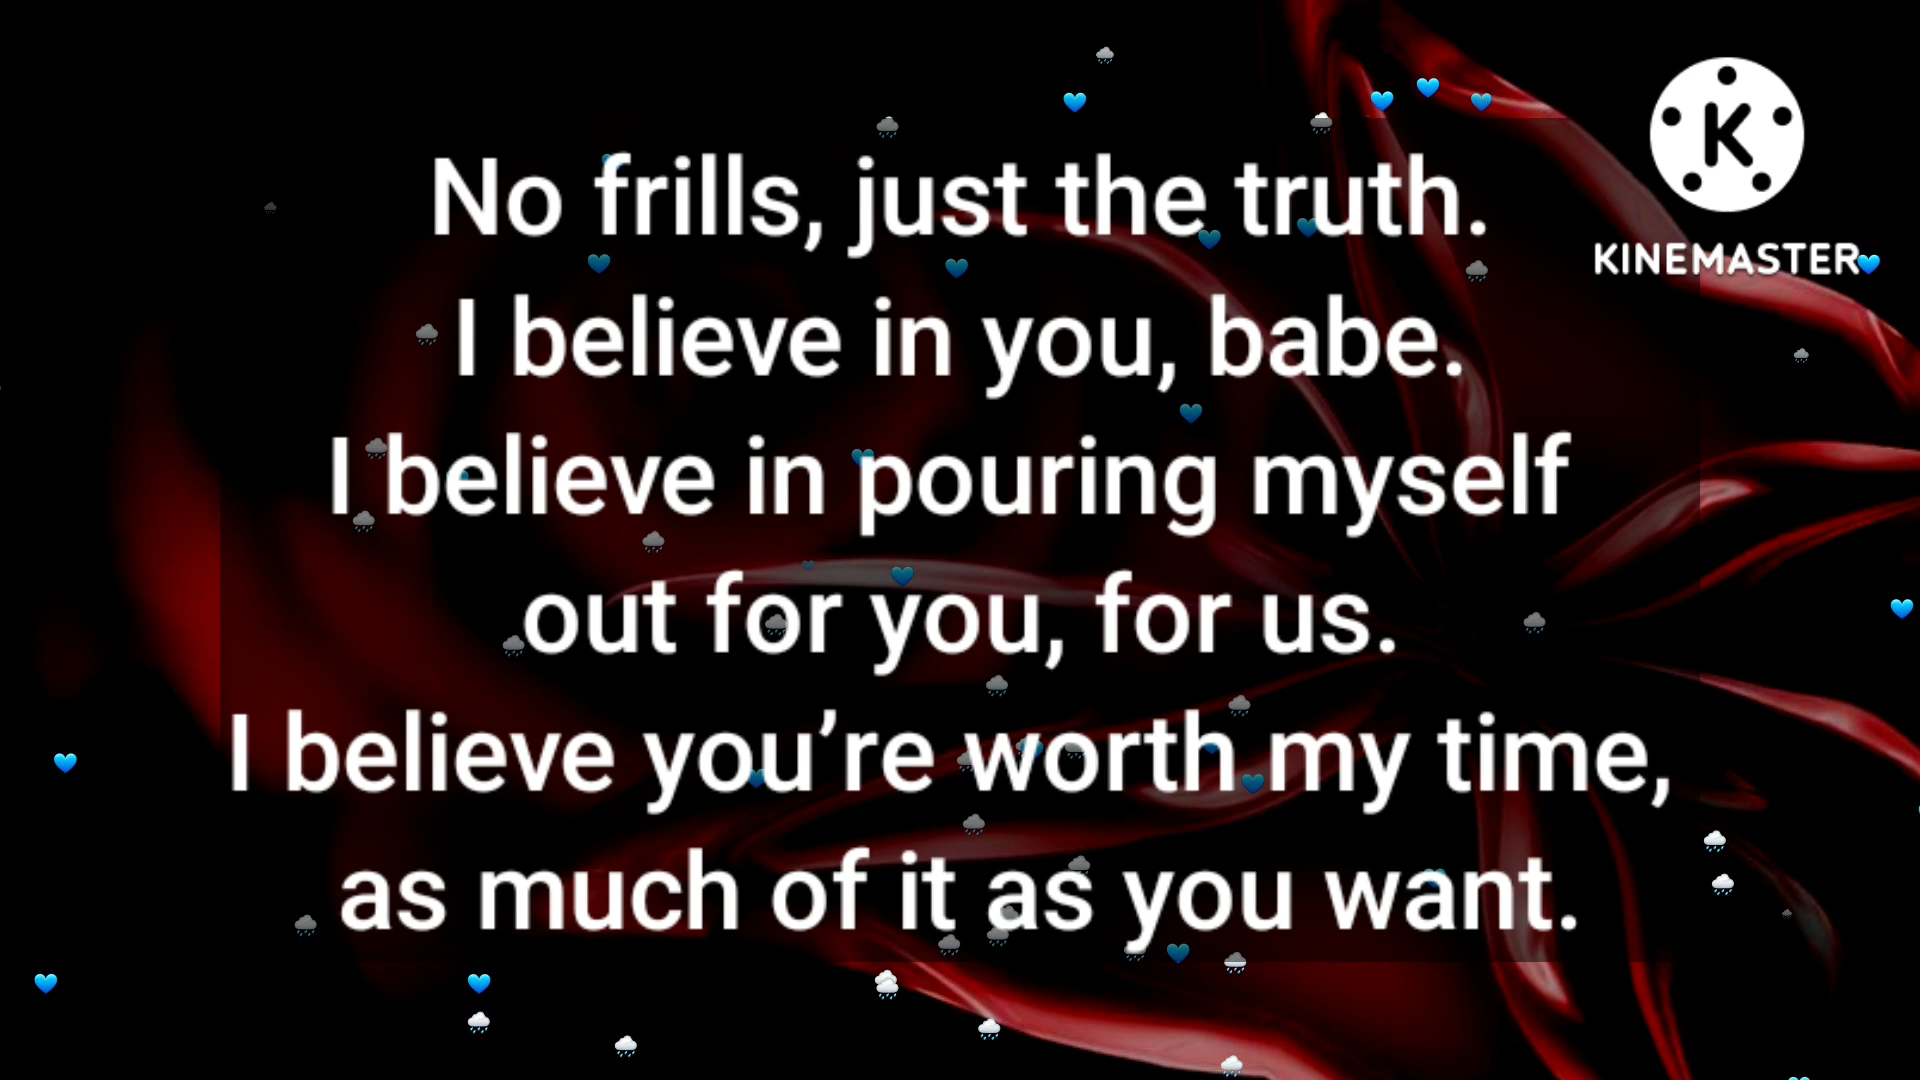 No frills, just the truth.
I believe in you, babe.
I believe in pouring myself
out for you, for us.
I believe you’re worth my time,
as much of it as you want.
K
KINEMASTER